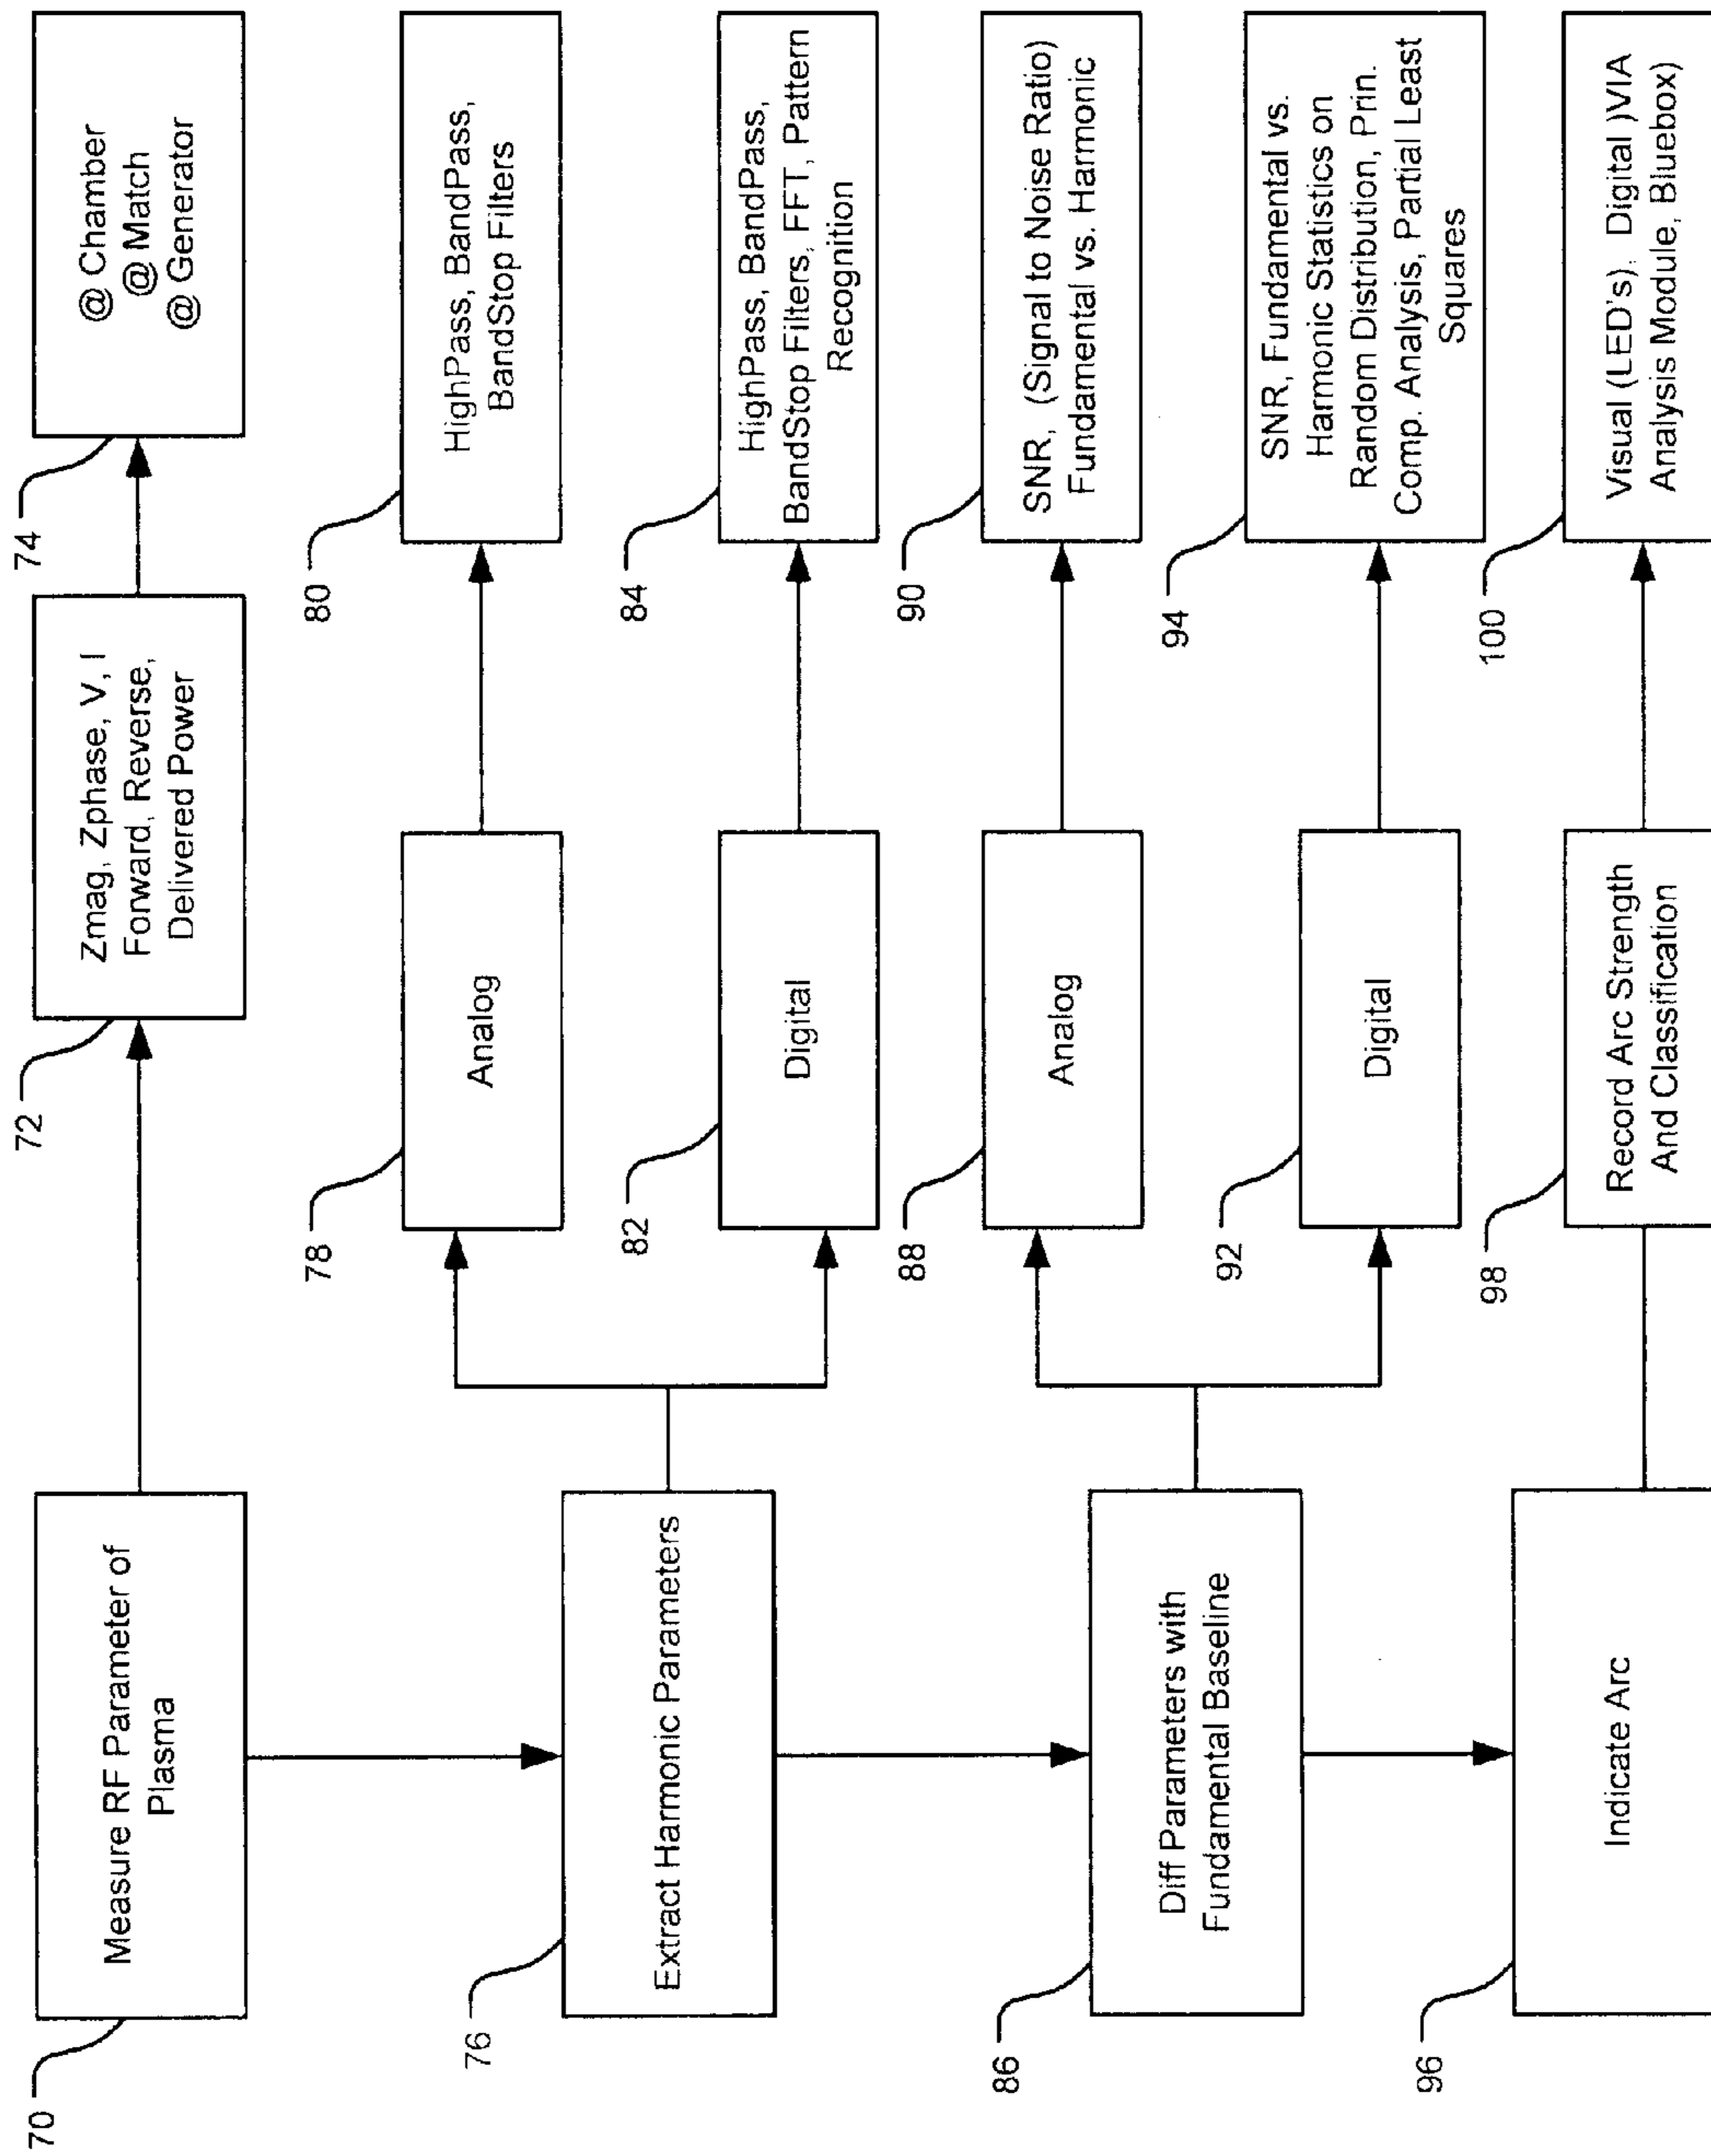 70
Measure RF Parameter of
Plasma
72
Zmag, Zphase, V, I
Forward, Reverse,
Delivered Power
74
@ Chamber
@ Match
@ Generator
76
Extract Harmonic Parameters
78
Analog
80
HighPass, BandPass,
BandStop Filters
82
Digital
84
HighPass, BandPass,
BandStop Filters, FFT, Pattern
Recognition
86
Diff Parameters with
Fundamental Baseline
88
Analog
90
SNR, (Signal to Noise Ratio)
Fundamental vs. Harmonic
92
Digital
94
SNR, Fundamental vs.
Harmonic Statistics on
Random Distribution, Prin.
Comp. Analysis, Partial Least
Squares
96
Indicate Arc
98
Record Arc Strength
And Classification
100
Visual (LED's), Digital )VIA
Analysis Module, Bluebox)